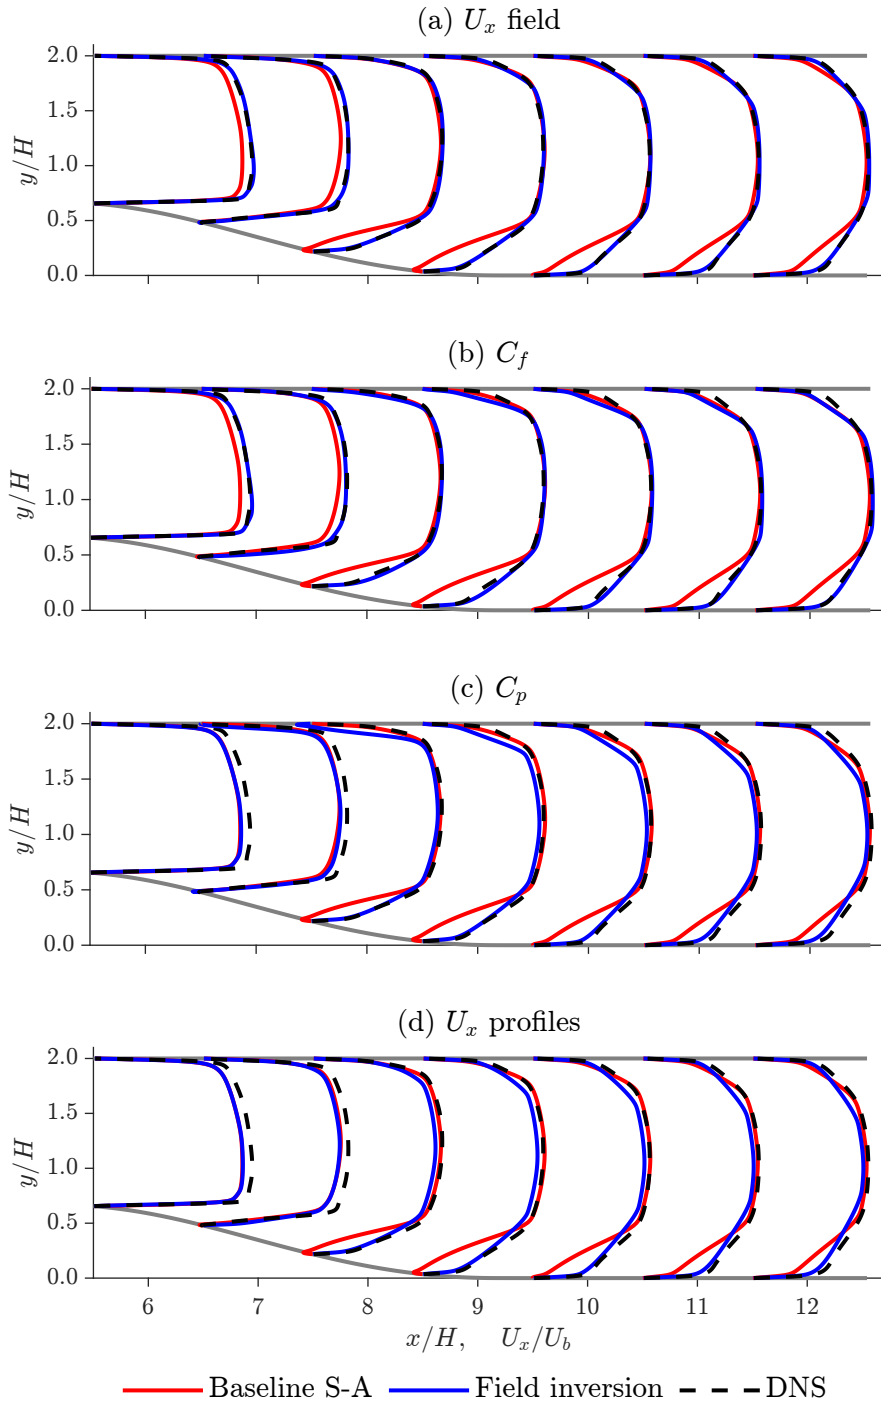 (a) U_x field
2.0
1.5
y/H
1.0
0.5
0.0
(b) C_f
2.0
1.5
y/H
1.0
0.5
0.0
(c) C_p
2.0
1.5
y/H
1.0
0.5
0.0
(d) U_x profiles
2.0
1.5
y/H
1.0
0.5
0.0
6 7 8 9 10 11 12
x/H, U_x/U_b
Baseline S-A Field inversion DNS